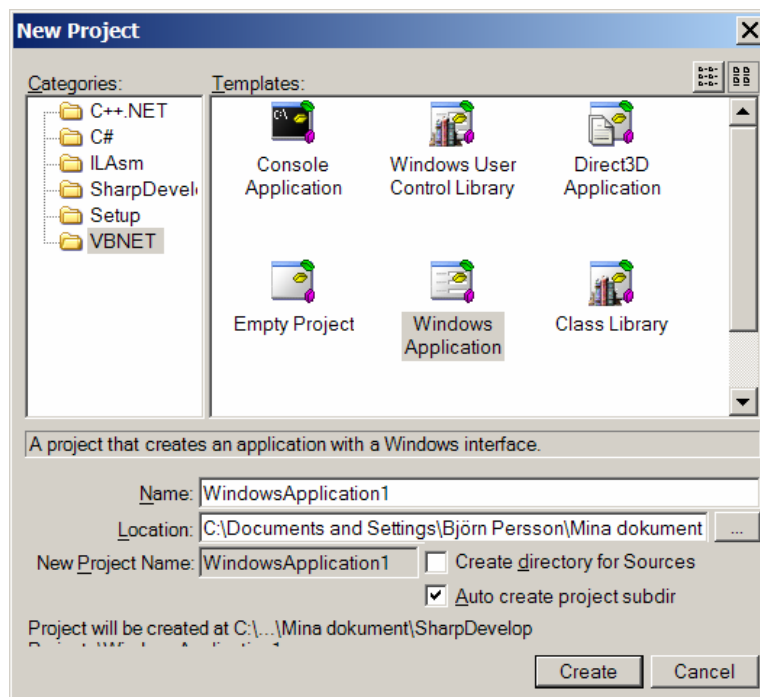 New Project
Categories:
Templates:
C++.NET
C#
ILAsm
SharpDevel
Setup
VBNET
C:\
Console
Application
Windows User
Control Library
Direct3D
Application
Empty Project
Windows
Application
Class Library
A project that creates an application with a Windows interface.
Name: WindowsApplication1
Location: C:\Documents and Settings\Björn Persson\Mina dokument ...
New Project Name: WindowsApplication1 Create directory for Sources
Auto create project subdir
Project will be created at C:\...\Mina dokument\SharpDevelop
Create Cancel